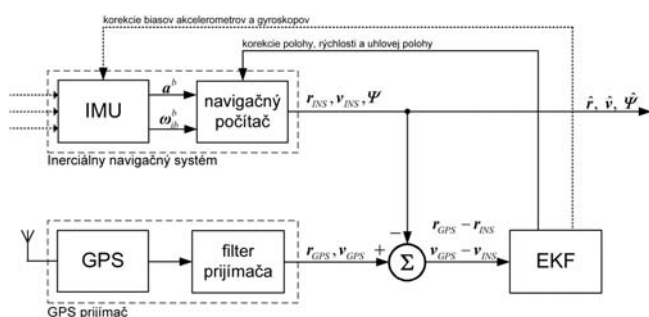 korekcie biasov akcelerometrov a gyroskopov
korekcie polohy, rýchlosti a uhlovej polohy
IMU
a^b
ω^b_ib
navigačný
počítač
r_INS, v_INS, Ψ
r̂, v̂, Ψ̂
Inerciálny navigačný systém
GPS
filter
prijímača
r_GPS, v_GPS
+
−
Σ
r_GPS − r_INS
v_GPS − v_INS
EKF
GPS prijímač